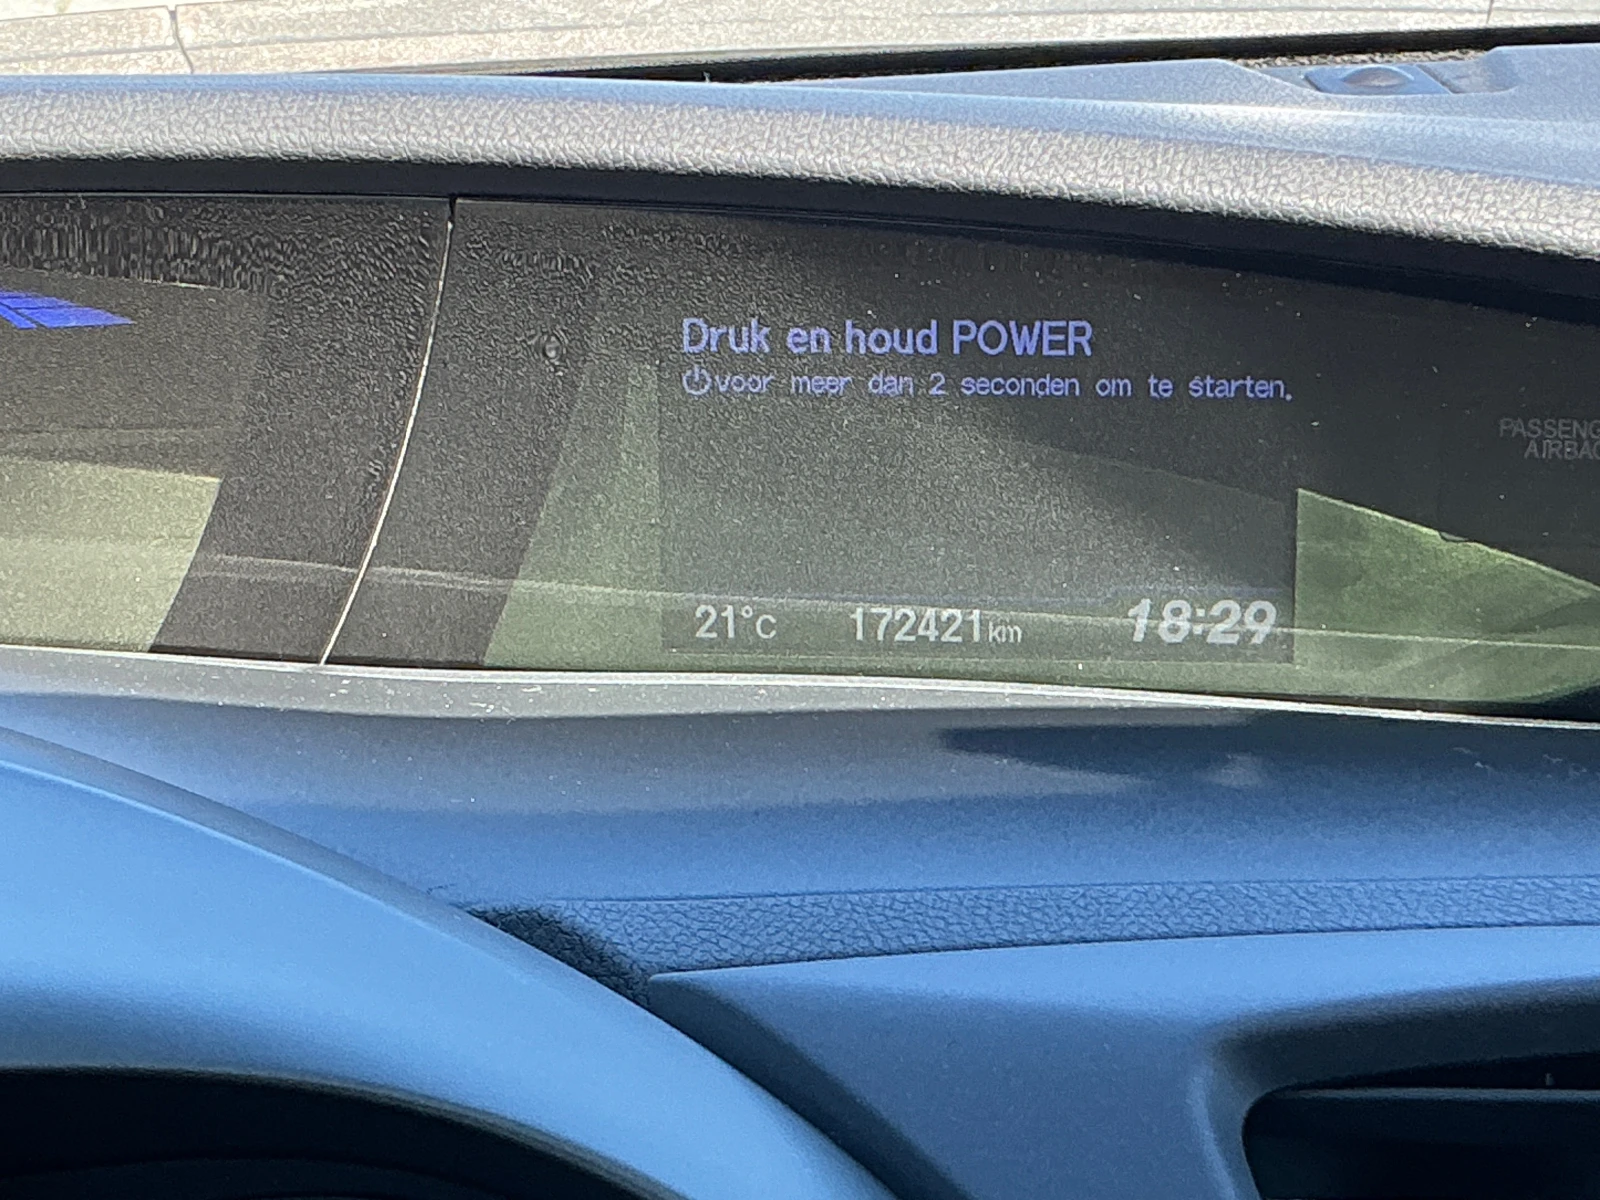 Druk en houd POWER
voor meer dan 2 seconden om te starten.
21°C 172421km 18:29